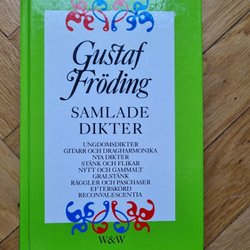 Gustaf
Fröding
SAMLADE
DIKTER
UNGDOMSDIKTER
GITARR OCH DRAGHARMONIKA
NYA DIKTER
STÄNK OCH FLIKAR
NYTT OCH GAMMALT
GRALSTÄNK
RÄGGLER OCH PASCHASER
EFTERSKÖRD
RECONVALESCENTIA
W&W